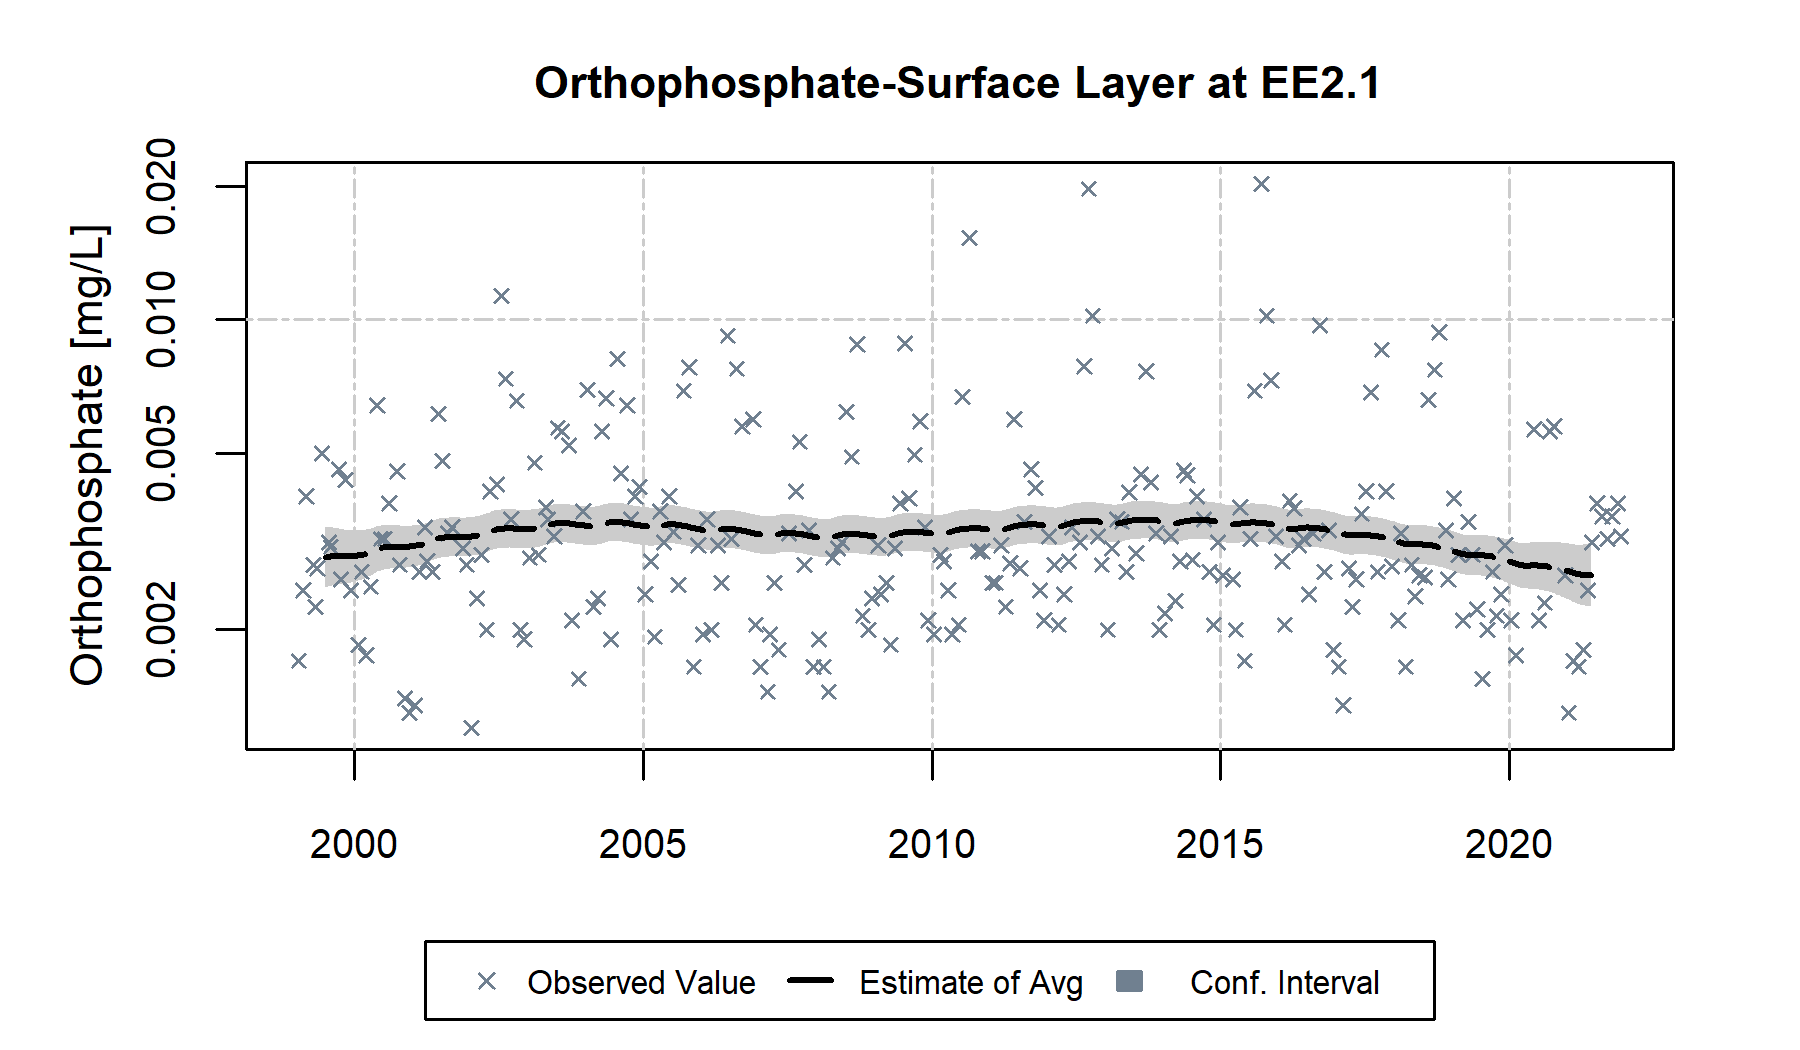 Orthophosphate-Surface Layer at EE2.1
Orthophosphate [mg/L]
0.020
0.010
0.005
0.002
2000 2005 2010 2015 2020
Observed Value Estimate of Avg Conf. Interval